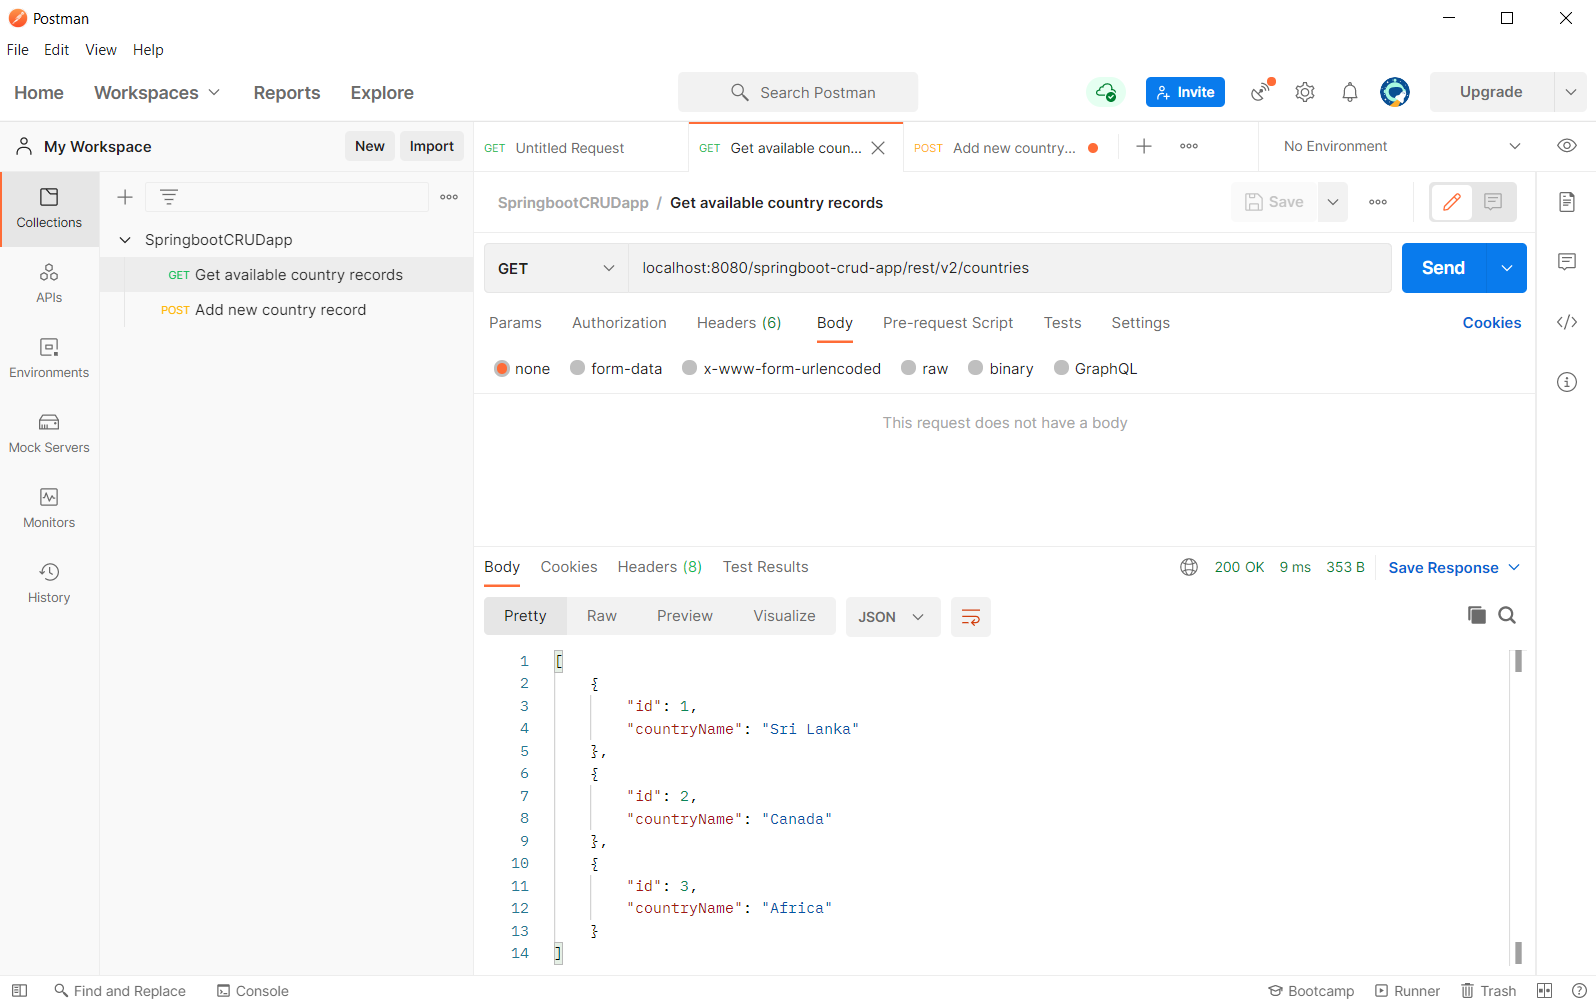 Postman
File Edit View Help
Home Workspaces Reports Explore Search Postman Invite Upgrade
My Workspace New Import GET Untitled Request GET Get available coun... POST Add new country... No Environment
Collections
SpringbootCRUDapp
GET Get available country records
POST Add new country record
APIs
Environments
Mock Servers
Monitors
History
SpringbootCRUDapp / Get available country records Save
GET localhost:8080/springboot-crud-app/rest/v2/countries Send
Params Authorization Headers (6) Body Pre-request Script Tests Settings Cookies
none form-data x-www-form-urlencoded raw binary GraphQL
This request does not have a body
Body Cookies Headers (8) Test Results 200 OK 9 ms 353 B Save Response
Pretty Raw Preview Visualize JSON
1 [
2 {
3 "id": 1,
4 "countryName": "Sri Lanka"
5 },
6 {
7 "id": 2,
8 "countryName": "Canada"
9 },
10 {
11 "id": 3,
12 "countryName": "Africa"
13 }
14 ]
Find and Replace Console Bootcamp Runner Trash